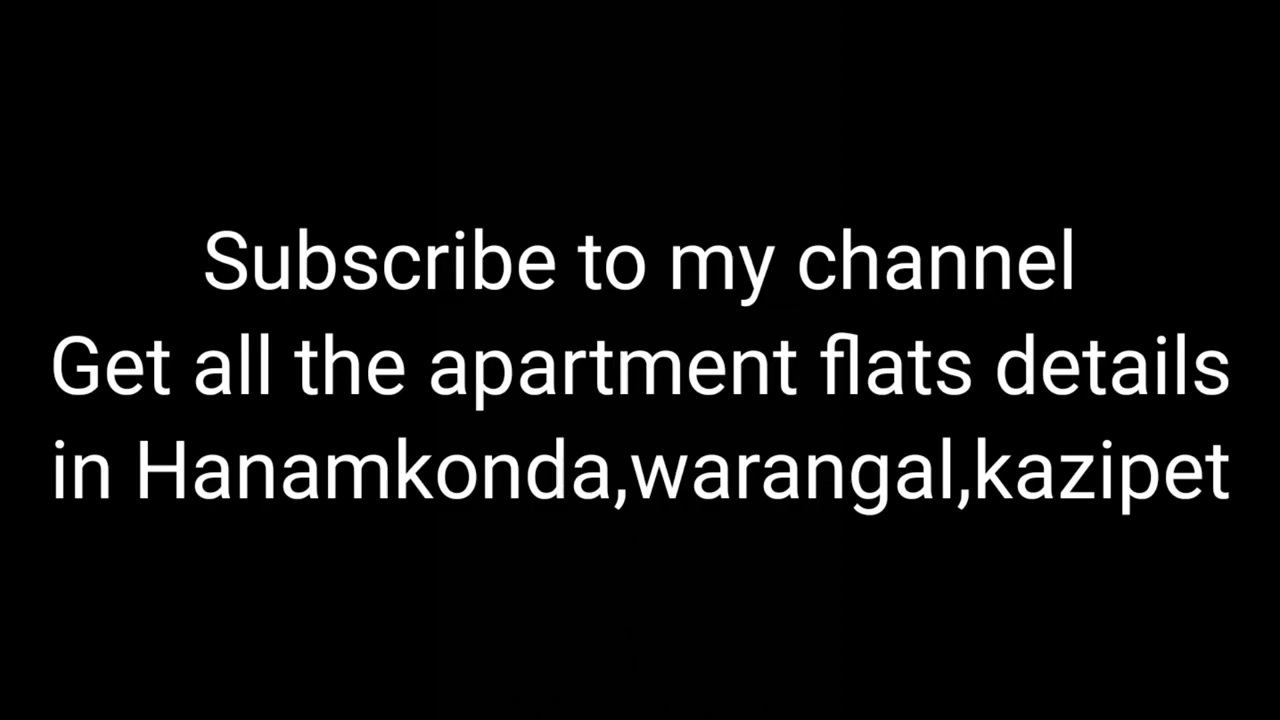 Subscribe to my channel
Get all the apartment flats details
in Hanamkonda,warangal,kazipet